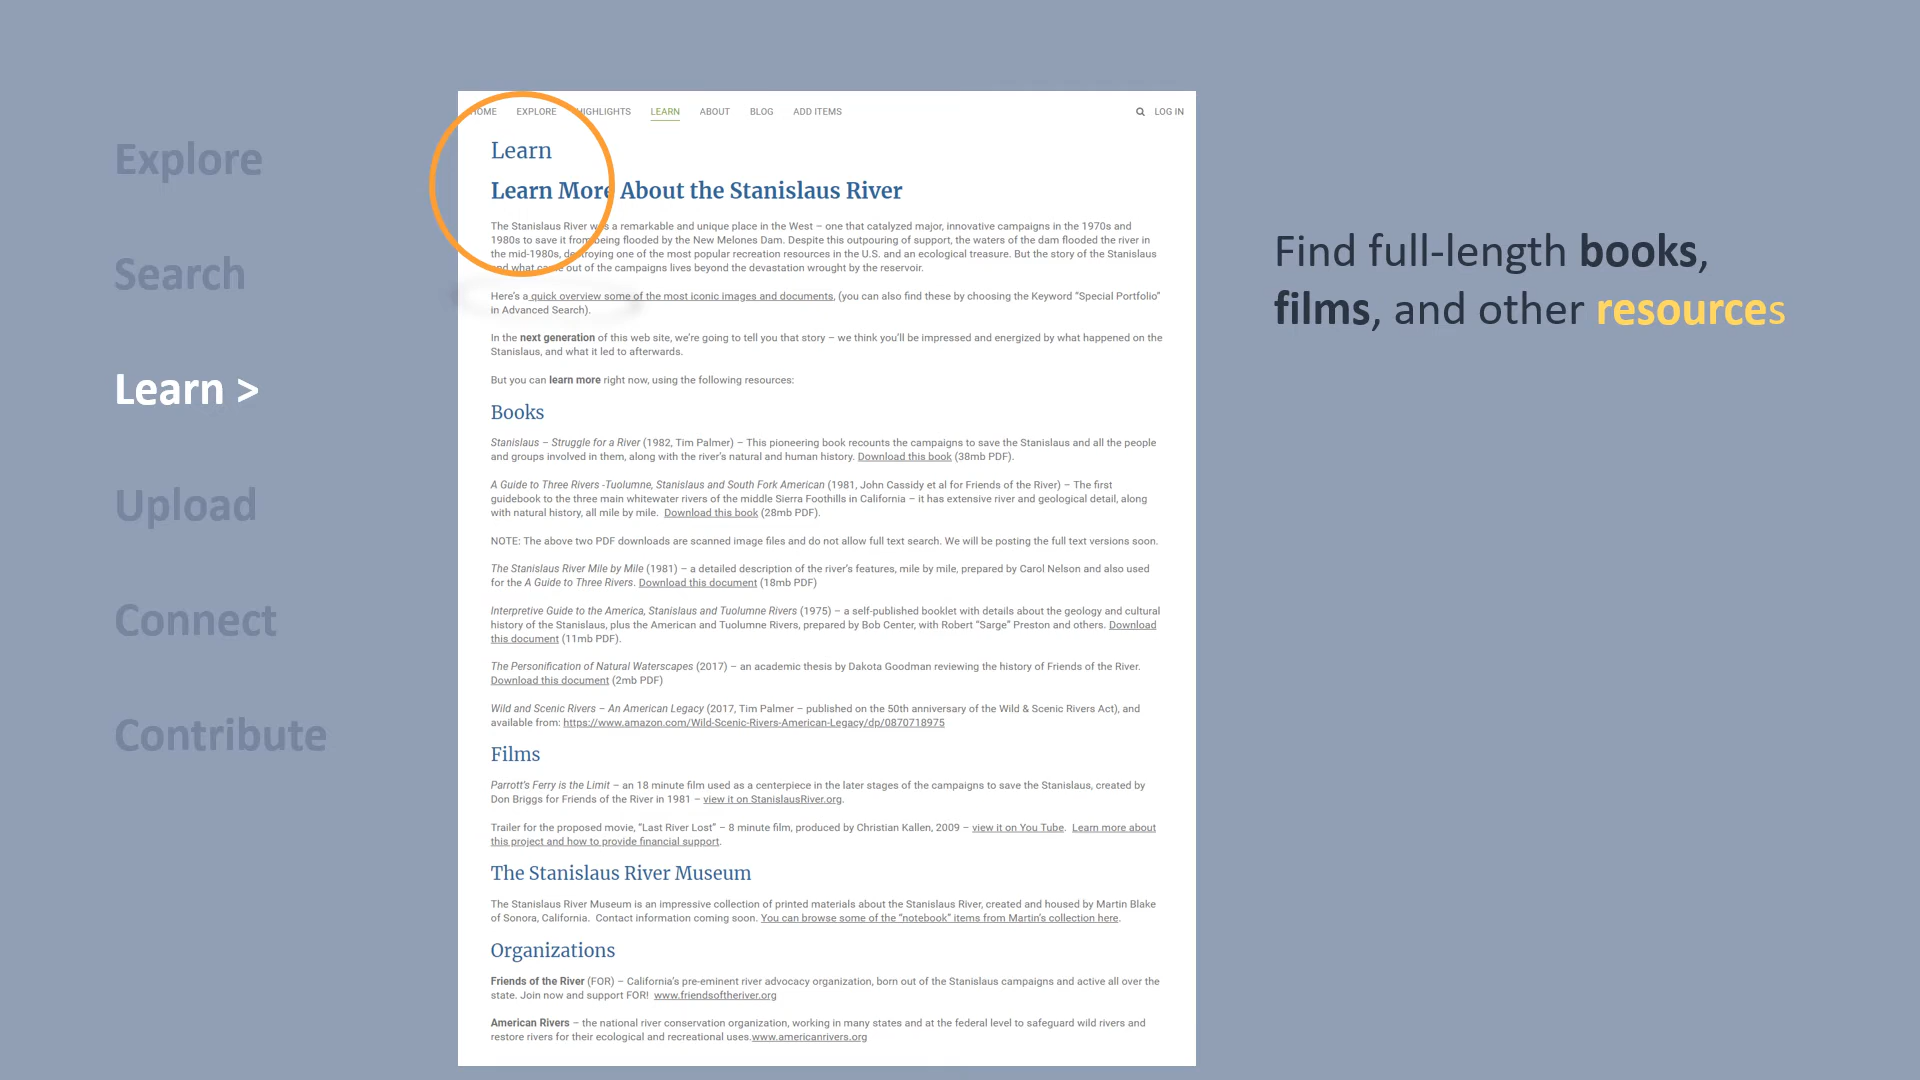 Explore
Search
Learn >
Upload
Connect
Contribute
HOME EXPLORE HIGHLIGHTS LEARN ABOUT BLOG ADD ITEMS LOG IN
Learn
Learn More About the Stanislaus River
The Stanislaus River was a remarkable and unique place in the West – one that catalyzed major, innovative campaigns in the 1970s and
1980s to save it from being flooded by the New Melones Dam. Despite this outpouring of support, the waters of the dam flooded the river in
the mid-1980s, destroying one of the most popular recreation resources in the U.S. and an ecological treasure. But the story of the Stanislaus
and what came out of the campaigns lives beyond the devastation wrought by the reservoir.
Here's a quick overview some of the most iconic images and documents, (you can also find these by choosing the Keyword “Special Portfolio”
in Advanced Search).
In the next generation of this web site, we're going to tell you that story – we think you'll be impressed and energized by what happened on the
Stanislaus, and what it led to afterwards.
But you can learn more right now, using the following resources:
Books
Stanislaus – Struggle for a River (1982, Tim Palmer) – This pioneering book recounts the campaigns to save the Stanislaus and all the people
and groups involved in them, along with the river's natural and human history. Download this book (38mb PDF).
A Guide to Three Rivers -Tuolumne, Stanislaus and South Fork American (1981, John Cassidy et al for Friends of the River) – The first
guidebook to the three main whitewater rivers of the middle Sierra Foothills in California – it has extensive river and geological detail, along
with natural history, all mile by mile. Download this book (28mb PDF).
NOTE: The above two PDF downloads are scanned image files and do not allow full text search. We will be posting the full text versions soon.
The Stanislaus River Mile by Mile (1981) – a detailed description of the river's features, mile by mile, prepared by Carol Nelson and also used
for the A Guide to Three Rivers. Download this document (18mb PDF)
Interpretive Guide to the America, Stanislaus and Tuolumne Rivers (1975) – a self-published booklet with details about the geology and cultural
history of the Stanislaus, plus the American and Tuolumne Rivers, prepared by Bob Center, with Robert “Sarge” Preston and others. Download
this document (11mb PDF).
The Personification of Natural Waterscapes (2017) – an academic thesis by Dakota Goodman reviewing the history of Friends of the River.
Download this document (2mb PDF)
Wild and Scenic Rivers – An American Legacy (2017, Tim Palmer – published on the 50th anniversary of the Wild & Scenic Rivers Act), and
available from: https://www.amazon.com/Wild-Scenic-Rivers-American-Legacy/dp/0870718975
Films
Parrott's Ferry is the Limit – an 18 minute film used as a centerpiece in the later stages of the campaigns to save the Stanislaus, created by
Don Briggs for Friends of the River in 1981 – view it on StanislausRiver.org.
Trailer for the proposed movie, “Last River Lost” – 8 minute film, produced by Christian Kallen, 2009 – view it on You Tube. Learn more about
this project and how to provide financial support.
The Stanislaus River Museum
The Stanislaus River Museum is an impressive collection of printed materials about the Stanislaus River, created and housed by Martin Blake
of Sonora, California. Contact information coming soon. You can browse some of the “notebook” items from Martin's collection here.
Organizations
Friends of the River (FOR) – California's pre-eminent river advocacy organization, born out of the Stanislaus campaigns and active all over the
state. Join now and support FOR! www.friendsoftheriver.org
American Rivers – the national river conservation organization, working in many states and at the federal level to safeguard wild rivers and
restore rivers for their ecological and recreational uses.www.americanrivers.org
Find full-length books,
films, and other resources